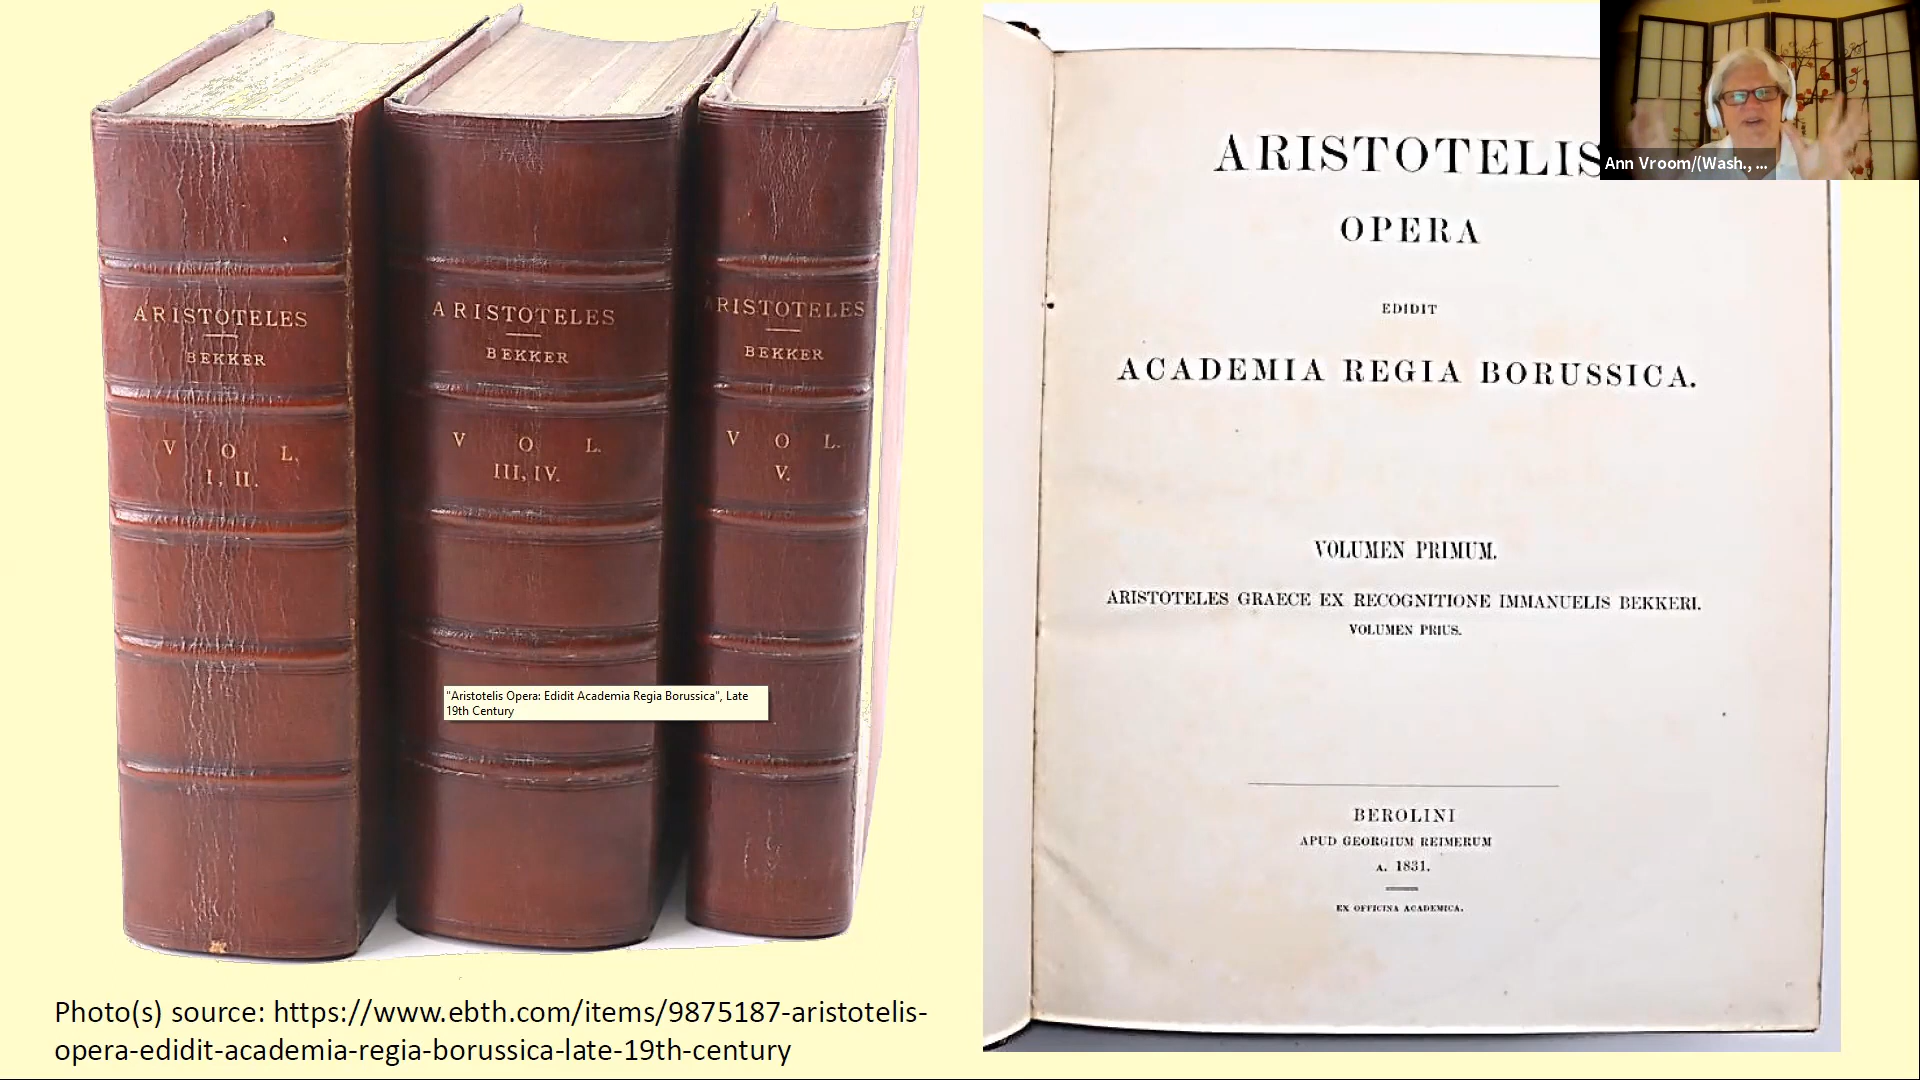 ARISTOTELES
BEKKER
V O L.
I, II.
ARISTOTELES
BEKKER
V O L.
III, IV.
ARISTOTELES
BEKKER
V O L.
V.
"Aristotelis Opera: Edidit Academia Regia Borussica", Late
19th Century
Photo(s) source: https://www.ebth.com/items/9875187-aristotelis-
opera-edidit-academia-regia-borussica-late-19th-century
ARISTOTELIS
OPERA
EDIDIT
ACADEMIA REGIA BORUSSICA.
VOLUMEN PRIMUM.
ARISTOTELES GRAECE EX RECOGNITIONE IMMANUELIS BEKKERI.
VOLUMEN PRIUS.
BEROLINI
APUD GEORGIUM REIMERUM
A. 1831.
EX OFFICINA ACADEMICA.
Ann Vroom/(Wash., ...